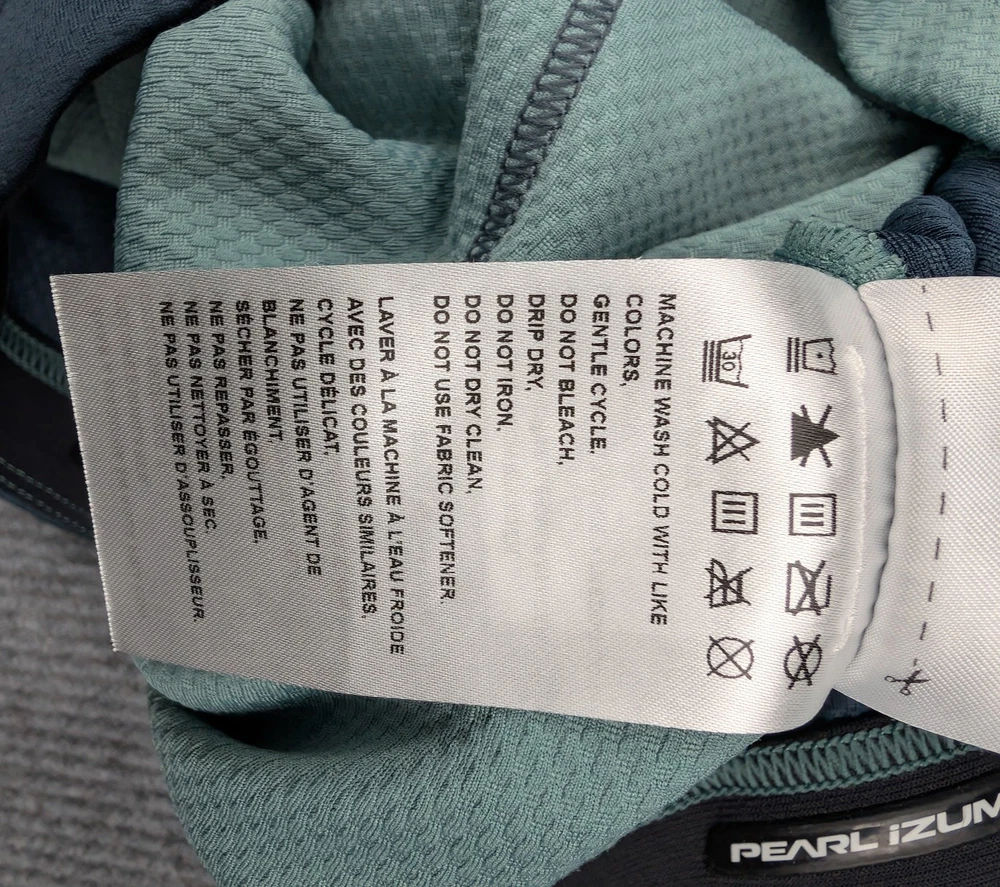 30
MACHINE WASH COLD WITH LIKE
COLORS,
GENTLE CYCLE.
DO NOT BLEACH,
DRIP DRY,
DO NOT IRON,
DO NOT DRY CLEAN,
DO NOT USE FABRIC SOFTENER.
LAVER À LA MACHINE À L'EAU FROIDE
AVEC DES COULEURS SIMILAIRES.
CYCLE DÉLICAT.
NE PAS UTILISER D'AGENT DE
BLANCHIMENT.
SÉCHER PAR ÉGOUTTAGE.
NE PAS REPASSER.
NE PAS NETTOYER À SEC.
NE PAS UTILISER D'ASSOUPLISSEUR.
PEARL iZUM